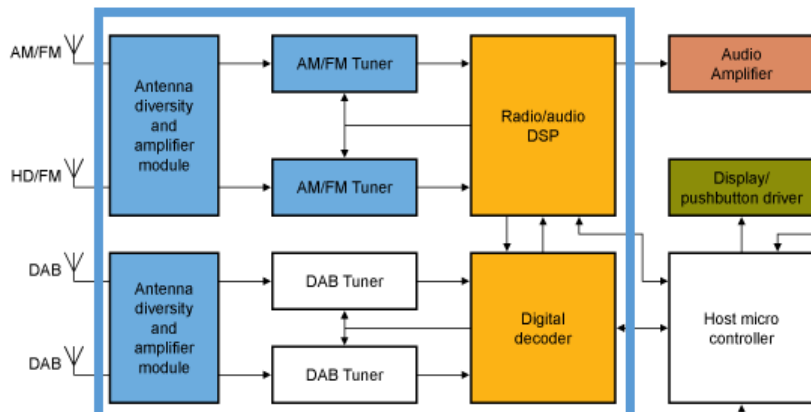 AM/FM
Antenna
diversity
and
amplifier
module
AM/FM Tuner
Radio/audio
DSP
Audio
Amplifier
HD/FM
AM/FM Tuner
Display/
pushbutton driver
DAB
Antenna
diversity
and
amplifier
module
DAB Tuner
Digital
decoder
Host micro
controller
DAB
DAB Tuner